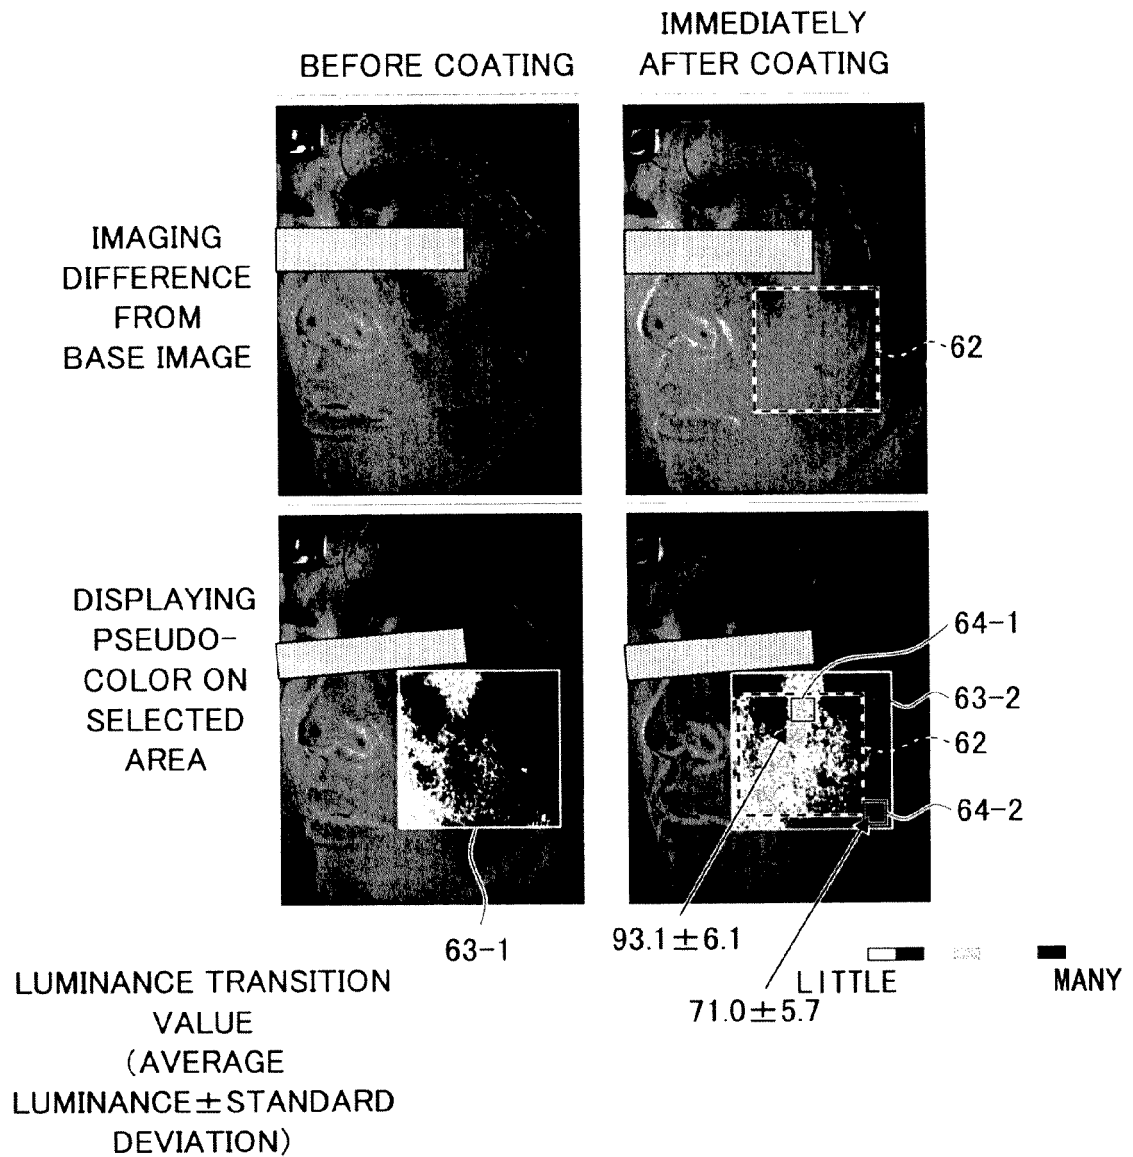 BEFORE COATING
IMMEDIATELY
AFTER COATING
IMAGING
DIFFERENCE
FROM
BASE IMAGE
62
DISPLAYING
PSEUDO-
COLOR ON
SELECTED
AREA
64-1
63-2
62
64-2
63-1
93.1±6.1
71.0±5.7
LITTLE
MANY
LUMINANCE TRANSITION
VALUE
(AVERAGE
LUMINANCE±STANDARD
DEVIATION)